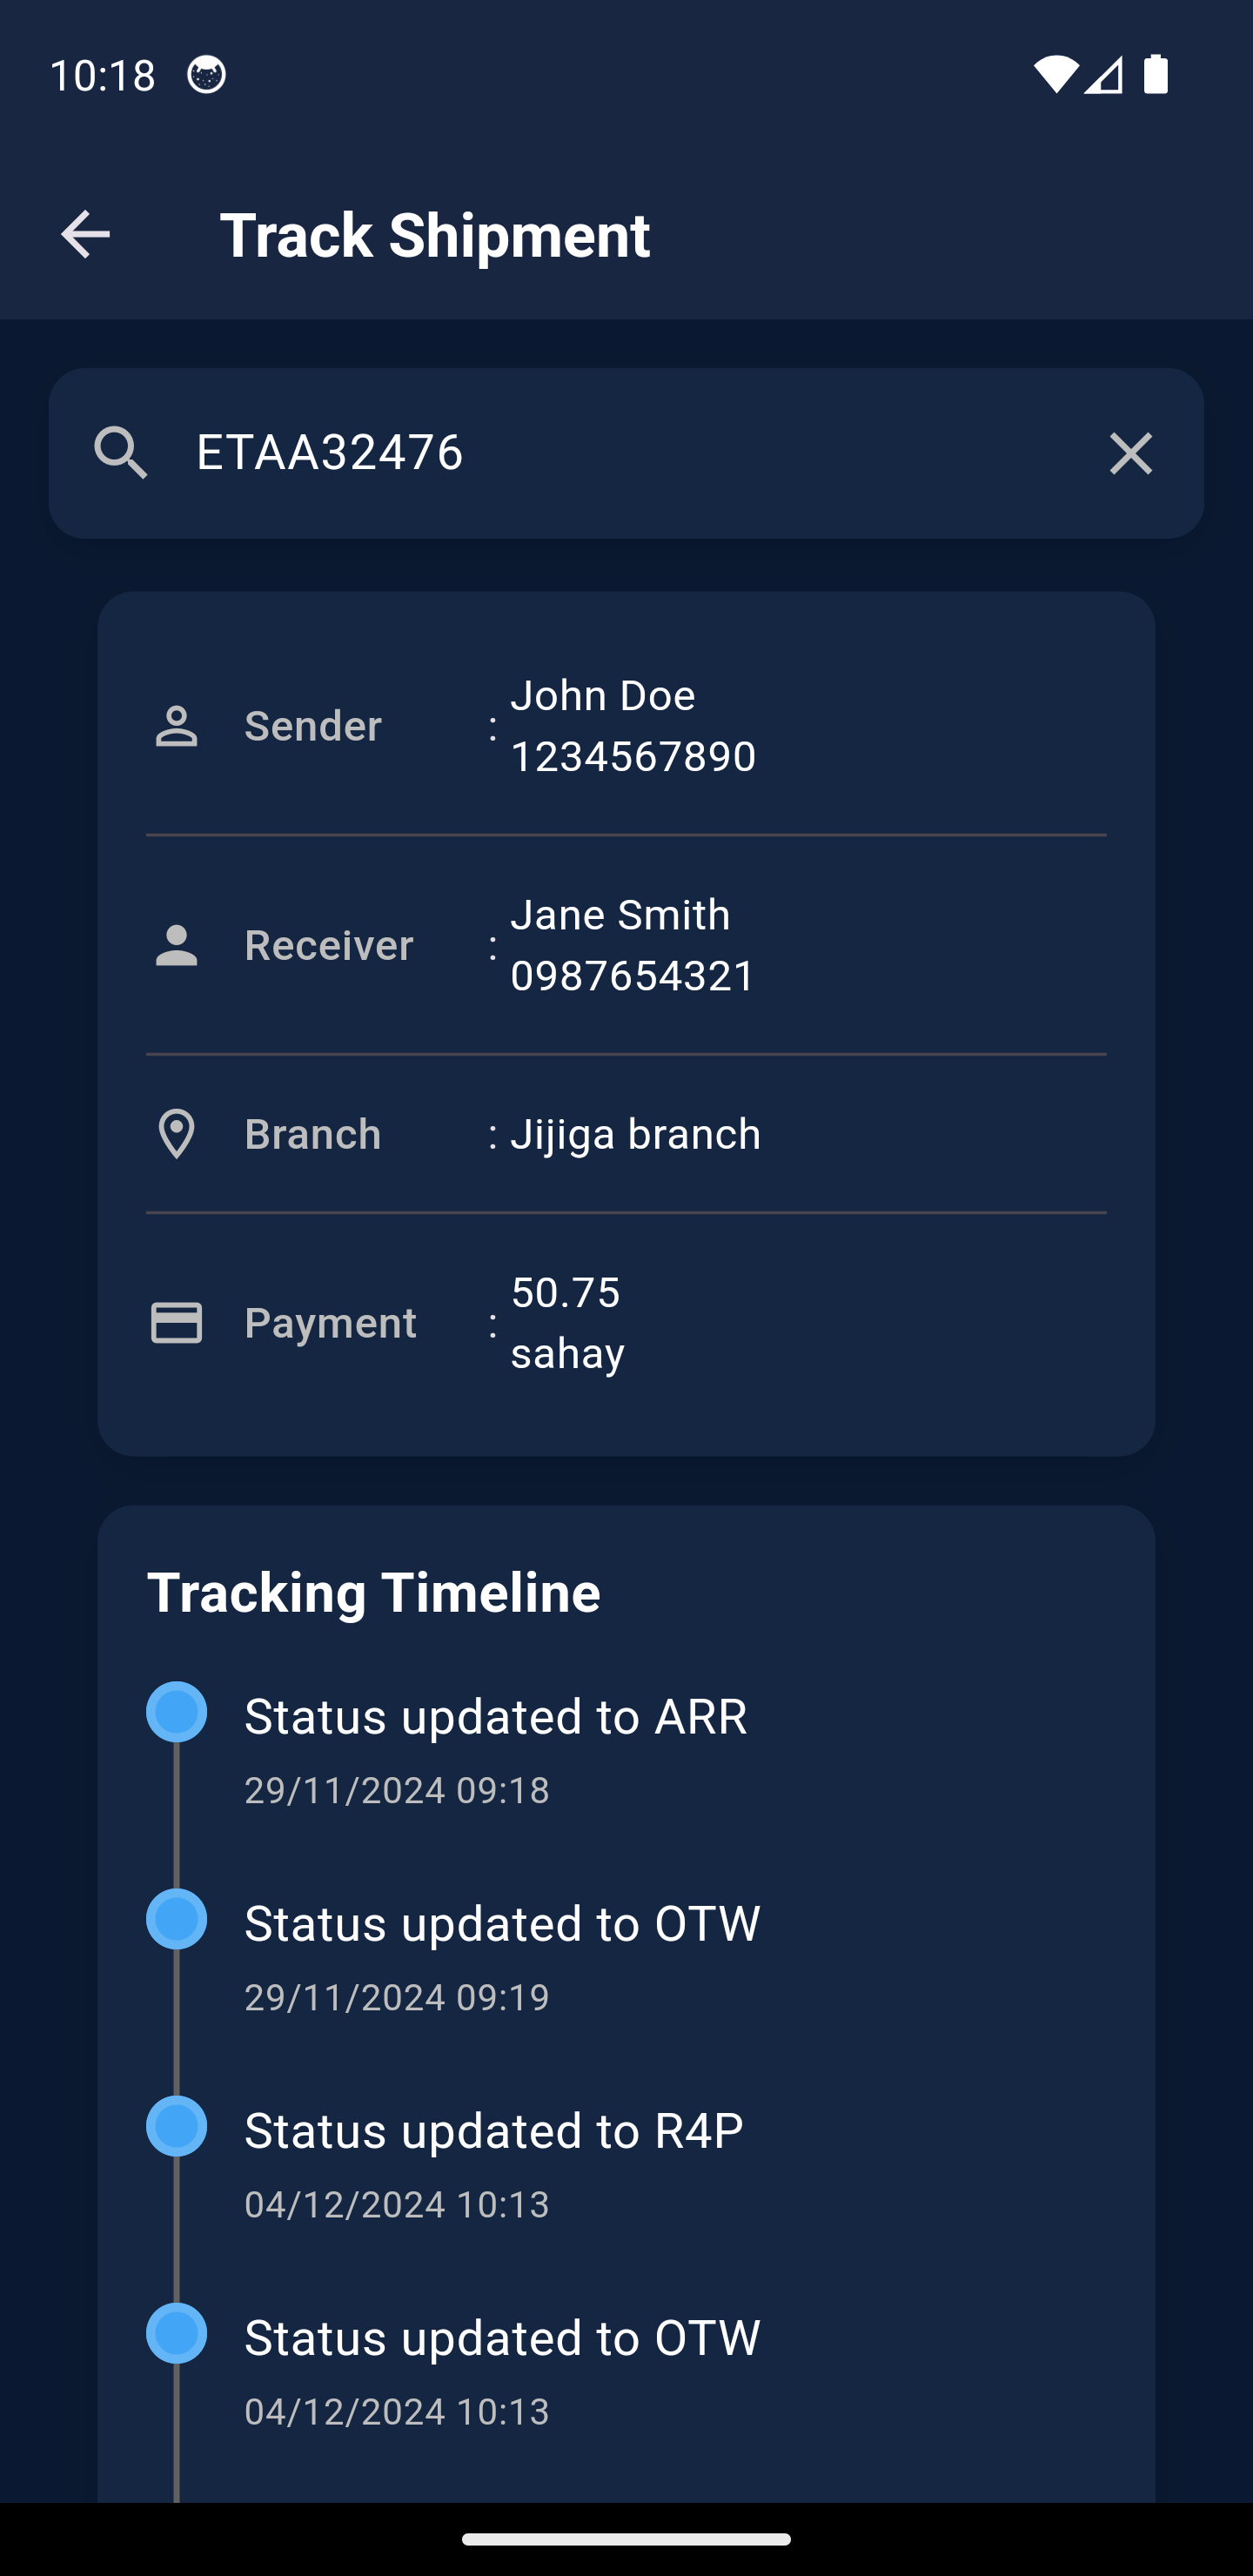 10:18
Track Shipment
ETAA32476
Sender : John Doe
1234567890
Receiver : Jane Smith
0987654321
Branch : Jijiga branch
Payment : 50.75
sahay
Tracking Timeline
Status updated to ARR
29/11/2024 09:18
Status updated to OTW
29/11/2024 09:19
Status updated to R4P
04/12/2024 10:13
Status updated to OTW
04/12/2024 10:13